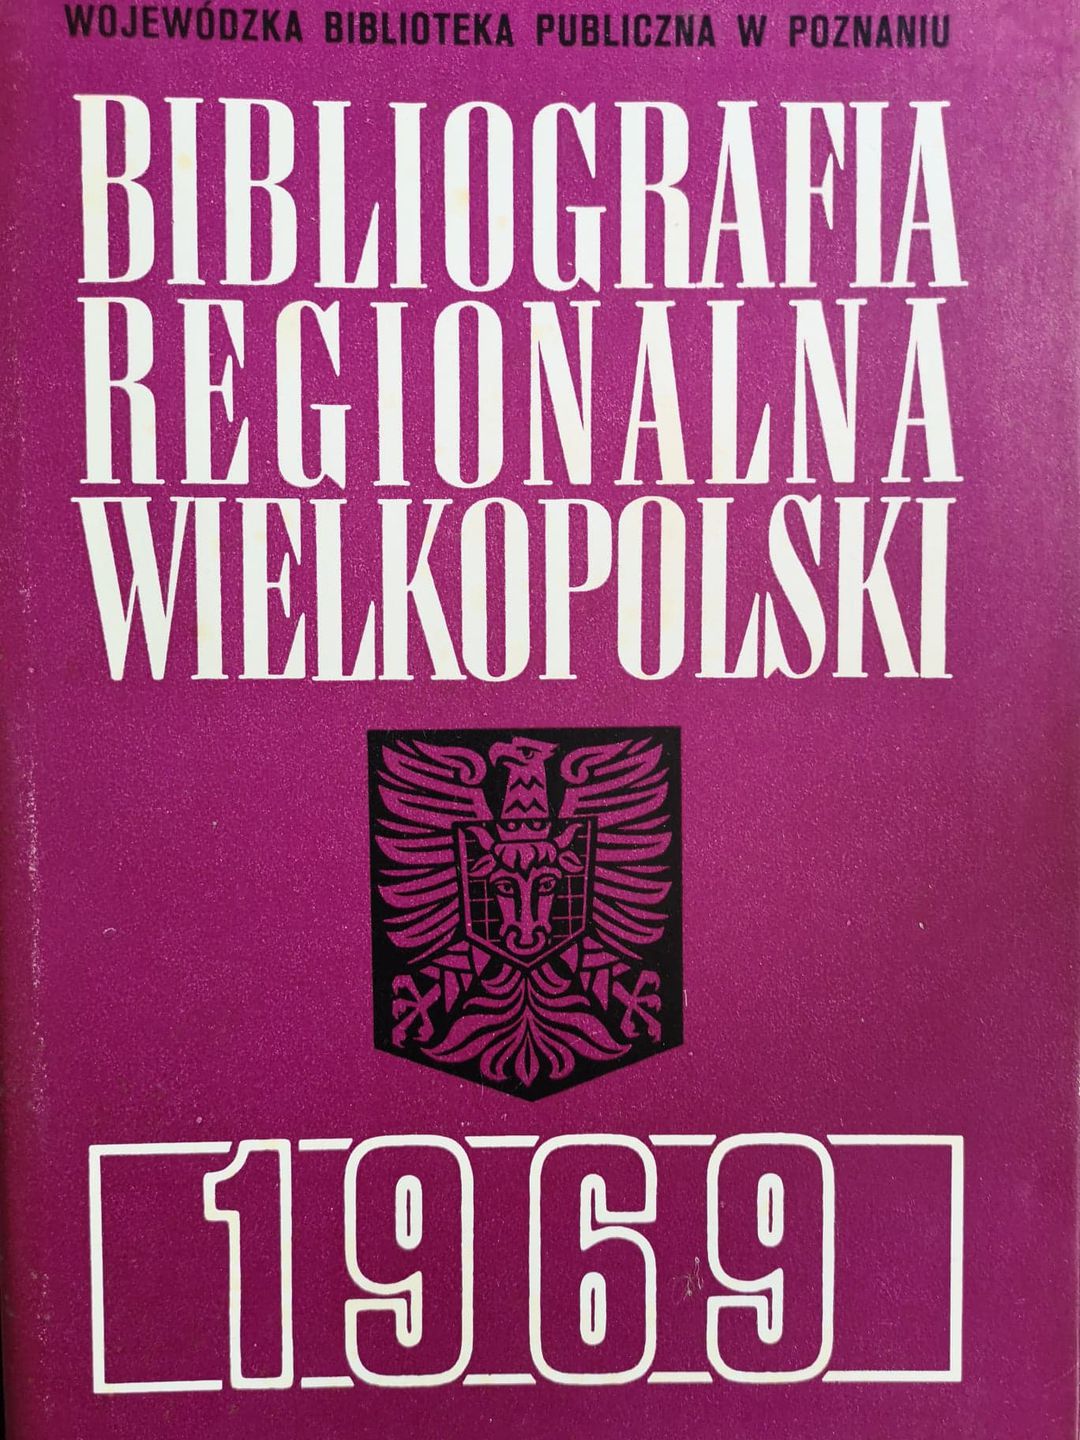 WOJEWÓDZKA BIBLIOTEKA PUBLICZNA W POZNANIU
BIBLIOGRAFIA
REGIONALNA
WIELKOPOLSKI
1969